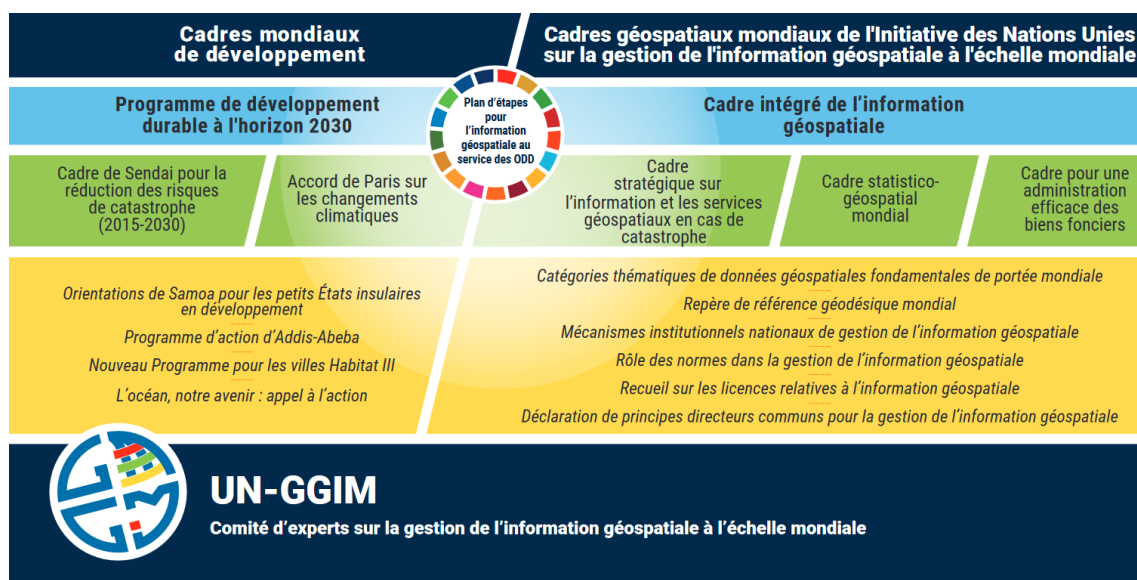 Cadres mondiaux
de développement
Cadres géospatiaux mondiaux de l'Initiative des Nations Unies
sur la gestion de l'information géospatiale à l'échelle mondiale
Programme de développement
durable à l'horizon 2030
Plan d'étapes
pour
l'information
géospatiale au
service des ODD
Cadre intégré de l'information
géospatiale
Cadre de Sendai pour la
réduction des risques
de catastrophe
(2015-2030)
Accord de Paris sur
les changements
climatiques
Cadre
stratégique sur
l'information et les services
géospatiaux en cas de
catastrophe
Cadre statistico-
géospatial
mondial
Cadre pour une
administration
efficace des
biens fonciers
Orientations de Samoa pour les petits États insulaires
en développement
Programme d'action d'Addis-Abeba
Nouveau Programme pour les villes Habitat III
L'océan, notre avenir : appel à l'action
Catégories thématiques de données géospatiales fondamentales de portée mondiale
Repère de référence géodésique mondial
Mécanismes institutionnels nationaux de gestion de l'information géospatiale
Rôle des normes dans la gestion de l'information géospatiale
Recueil sur les licences relatives à l'information géospatiale
Déclaration de principes directeurs communs pour la gestion de l'information géospatiale
UN-GGIM
Comité d'experts sur la gestion de l'information géospatiale à l'échelle mondiale